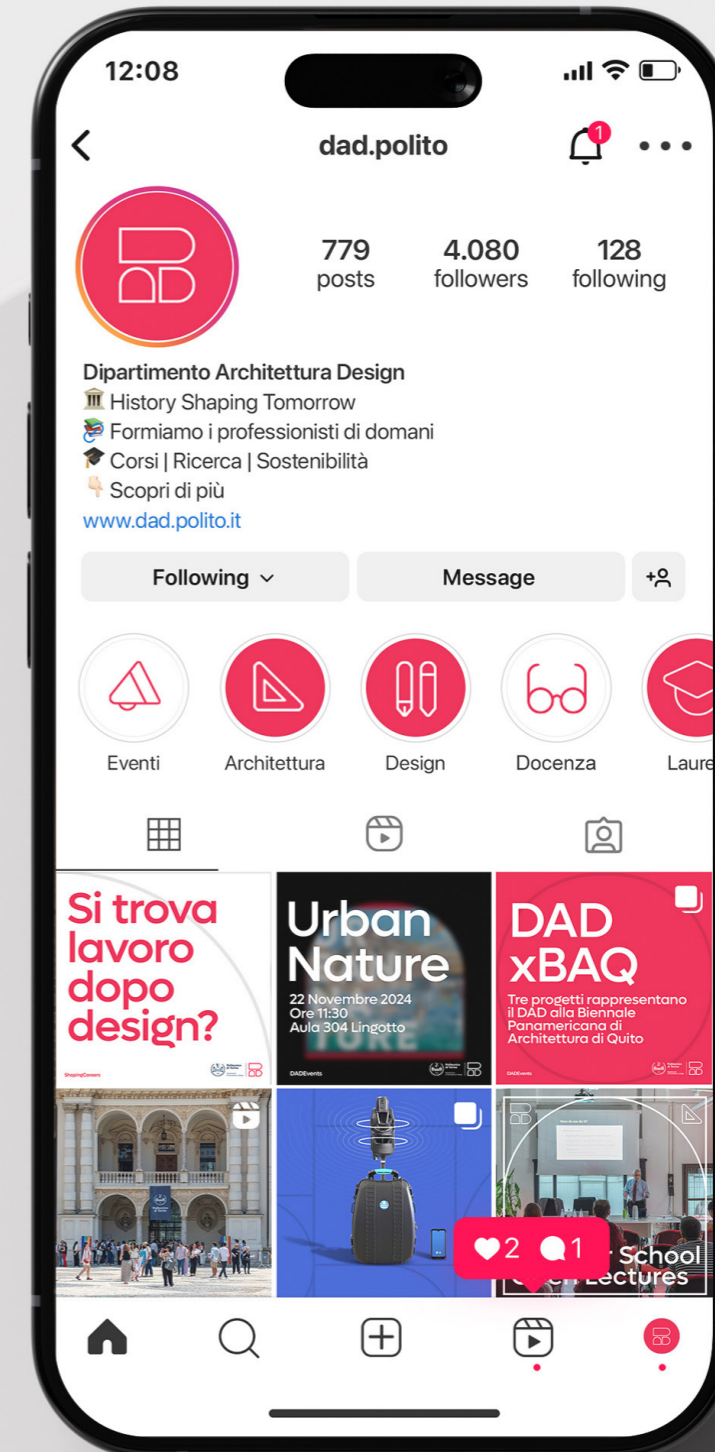 12:08
dad.polito
1
779
posts
4.080
followers
128
following
Dipartimento Architettura Design
History Shaping Tomorrow
Formiamo i professionisti di domani
Corsi | Ricerca | Sostenibilità
Scopri di più
www.dad.polito.it
Following
Message
Eventi
Architettura
Design
Docenza
Laure
Si trova
lavoro
dopo
design?
ShapingCareers
Urban
Nature
22 Novembre 2024
Ore 11:30
Aula 304 Lingotto
DADEvents
DAD
xBAQ
Tre progetti rappresentano
il DAD alla Biennale
Panamericana di
Architettura di Quito
DADEvents
2
1
School
Lectures